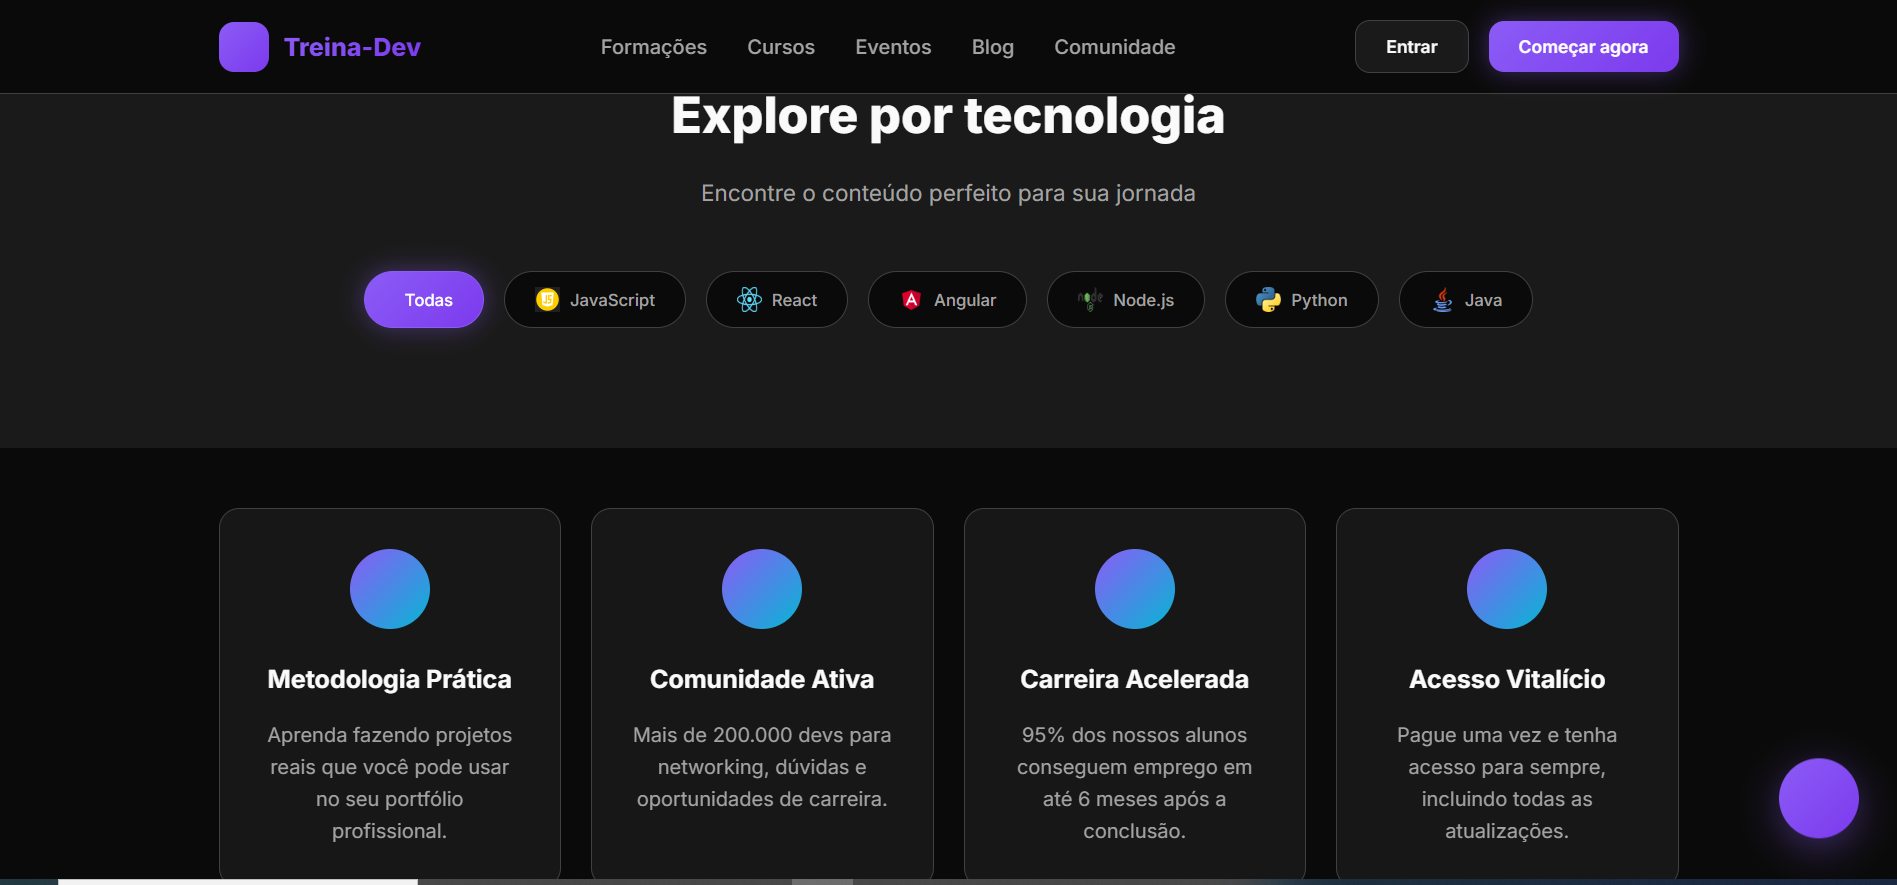 Treina-Dev
Formações
Cursos
Eventos
Blog
Comunidade
Entrar
Começar agora
Explore por tecnologia
Encontre o conteúdo perfeito para sua jornada
Todas
JavaScript
React
Angular
Node.js
Python
Java
Metodologia Prática
Aprenda fazendo projetos
reais que você pode usar
no seu portfólio
profissional.
Comunidade Ativa
Mais de 200.000 devs para
networking, dúvidas e
oportunidades de carreira.
Carreira Acelerada
95% dos nossos alunos
conseguem emprego em
até 6 meses após a
conclusão.
Acesso Vitalício
Pague uma vez e tenha
acesso para sempre,
incluindo todas as
atualizações.